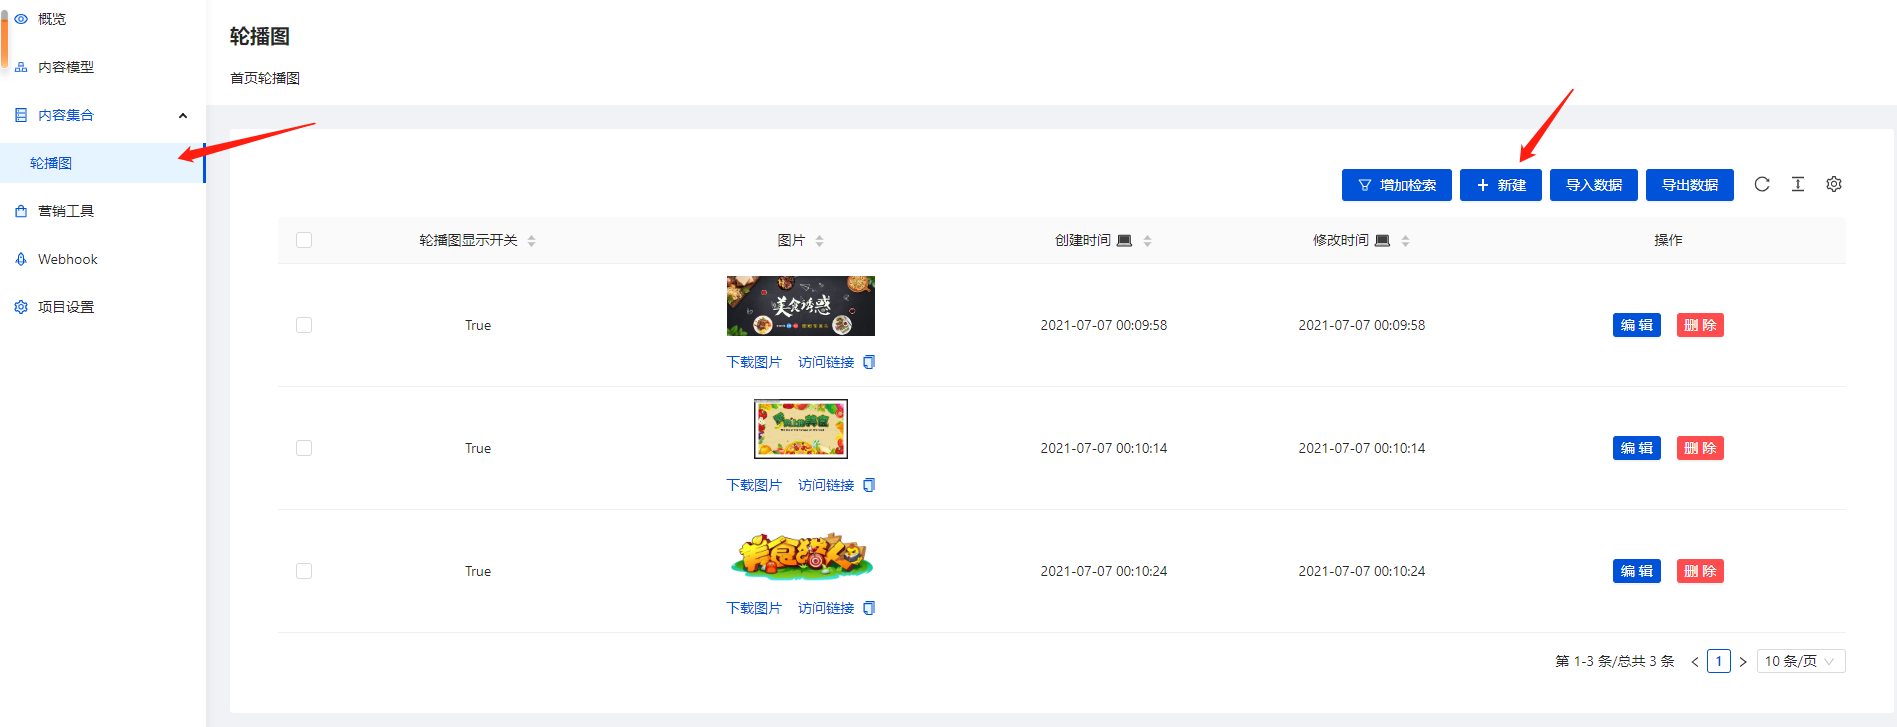 概览
内容模型
内容集合
轮播图
营销工具
Webhook
项目设置
轮播图
首页轮播图
增加检索
新建
导入数据
导出数据
轮播图显示开关 图片 创建时间 修改时间 操作
美食诱惑
True 2021-07-07 00:09:58 2021-07-07 00:09:58 编 辑 删 除
下载图片 访问链接
True 2021-07-07 00:10:14 2021-07-07 00:10:14 编 辑 删 除
下载图片 访问链接
True 2021-07-07 00:10:24 2021-07-07 00:10:24 编 辑 删 除
下载图片 访问链接
第 1-3 条/总共 3 条 < 1 > 10 条/页